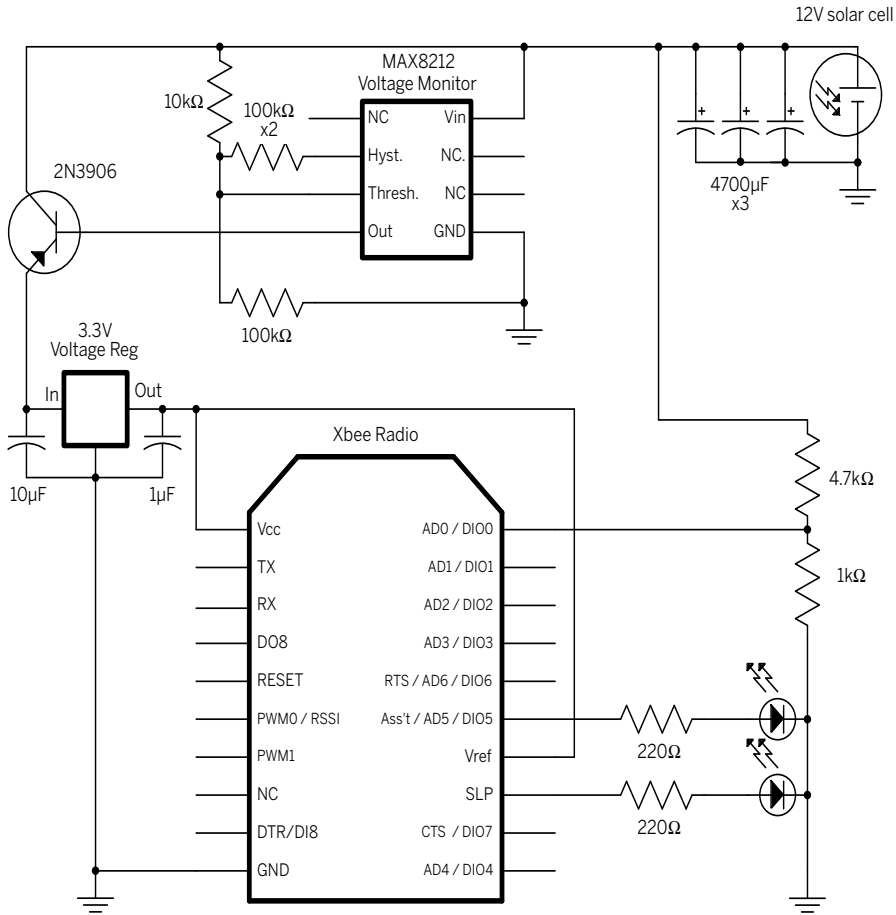 12V solar cell
MAX8212
Voltage Monitor
10kΩ
100kΩ
x2
NC
Vin
+
+
+
Hyst.
NC.
2N3906
4700µF
x3
Thresh.
NC
Out
GND
100kΩ
3.3V
Voltage Reg
In
Out
Xbee Radio
10µF
1µF
4.7kΩ
Vcc
AD0 / DIO0
TX
AD1 / DIO1
1kΩ
RX
AD2 / DIO2
DO8
AD3 / DIO3
RESET
RTS / AD6 / DIO6
PWM0 / RSSI
Ass't / AD5 / DIO5
220Ω
PWM1
Vref
NC
SLP
220Ω
DTR/DI8
CTS / DIO7
GND
AD4 / DIO4